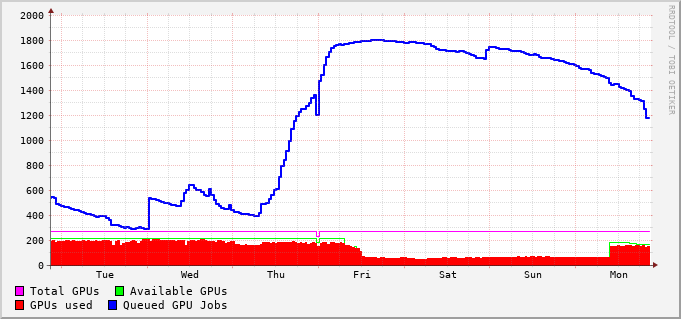 2000
1800
1600
1400
1200
1000
800
600
400
200
0
Tue Wed Thu Fri Sat Sun Mon
Total GPUs Available GPUs
GPUs used Queued GPU Jobs
RRDTOOL / TOBI OETIKER